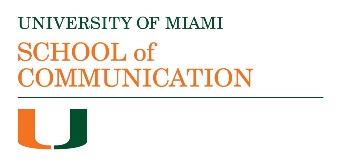 UNIVERSITY OF MIAMI
SCHOOL of
COMMUNICATION
U